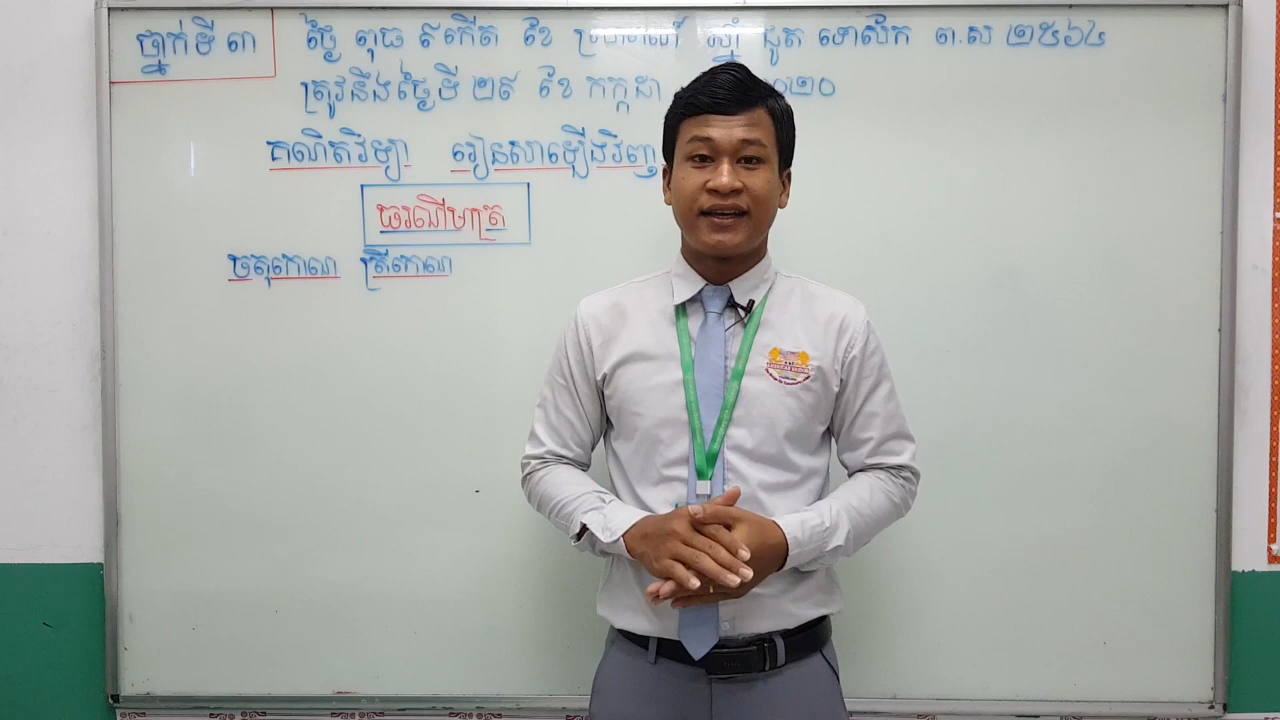 ថ្នាក់ទី ៣
ថ្ងៃ ពុធ ៩កើត ខែ ស្រាពណ៍ ឆ្នាំ ជូត ទោស័ក ព.ស ២៥៦៤
ត្រូវនឹងថ្ងៃទី ២៩ ខែ កក្កដា ០២០
គណិតវិទ្យា រៀនសាឡើងវិញ
ធរណីមាត្រ
ចតុកោណ ត្រីកោណ